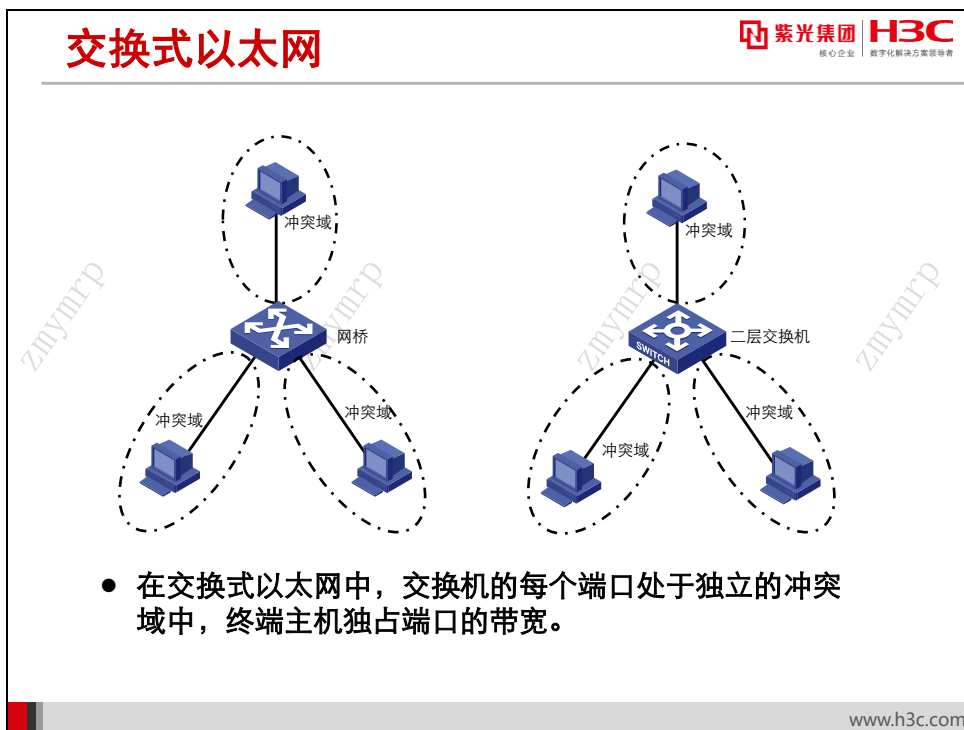 交换式以太网
紫光集团
核心企业
H3C
数字化解决方案领导者
冲突域
冲突域
网桥
二层交换机
SWITCH
冲突域
冲突域
冲突域
冲突域
zmymrp
zmymrp
zmymrp
zmymrp
● 在交换式以太网中，交换机的每个端口处于独立的冲突
域中，终端主机独占端口的带宽。
www.h3c.com